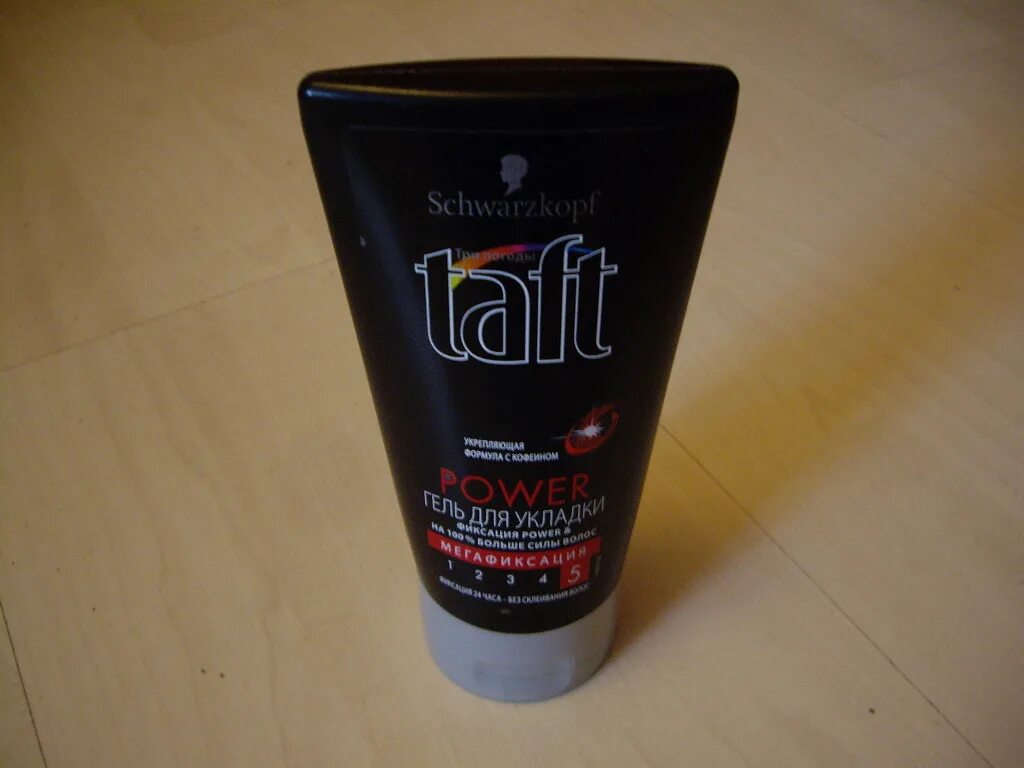 Schwarzkopf
Три погоды
taft
УКРЕПЛЯЮЩАЯ
ФОРМУЛА С КОФЕИНОМ
POWER
ГЕЛЬ ДЛЯ УКЛАДКИ
ФИКСАЦИЯ POWER &
НА 100 % БОЛЬШЕ СИЛЫ ВОЛОС
МЕГАФИКСАЦИЯ
1 2 3 4 5
ФИКСАЦИЯ 24 ЧАСА - БЕЗ СКЛЕИВАНИЯ ВОЛОС